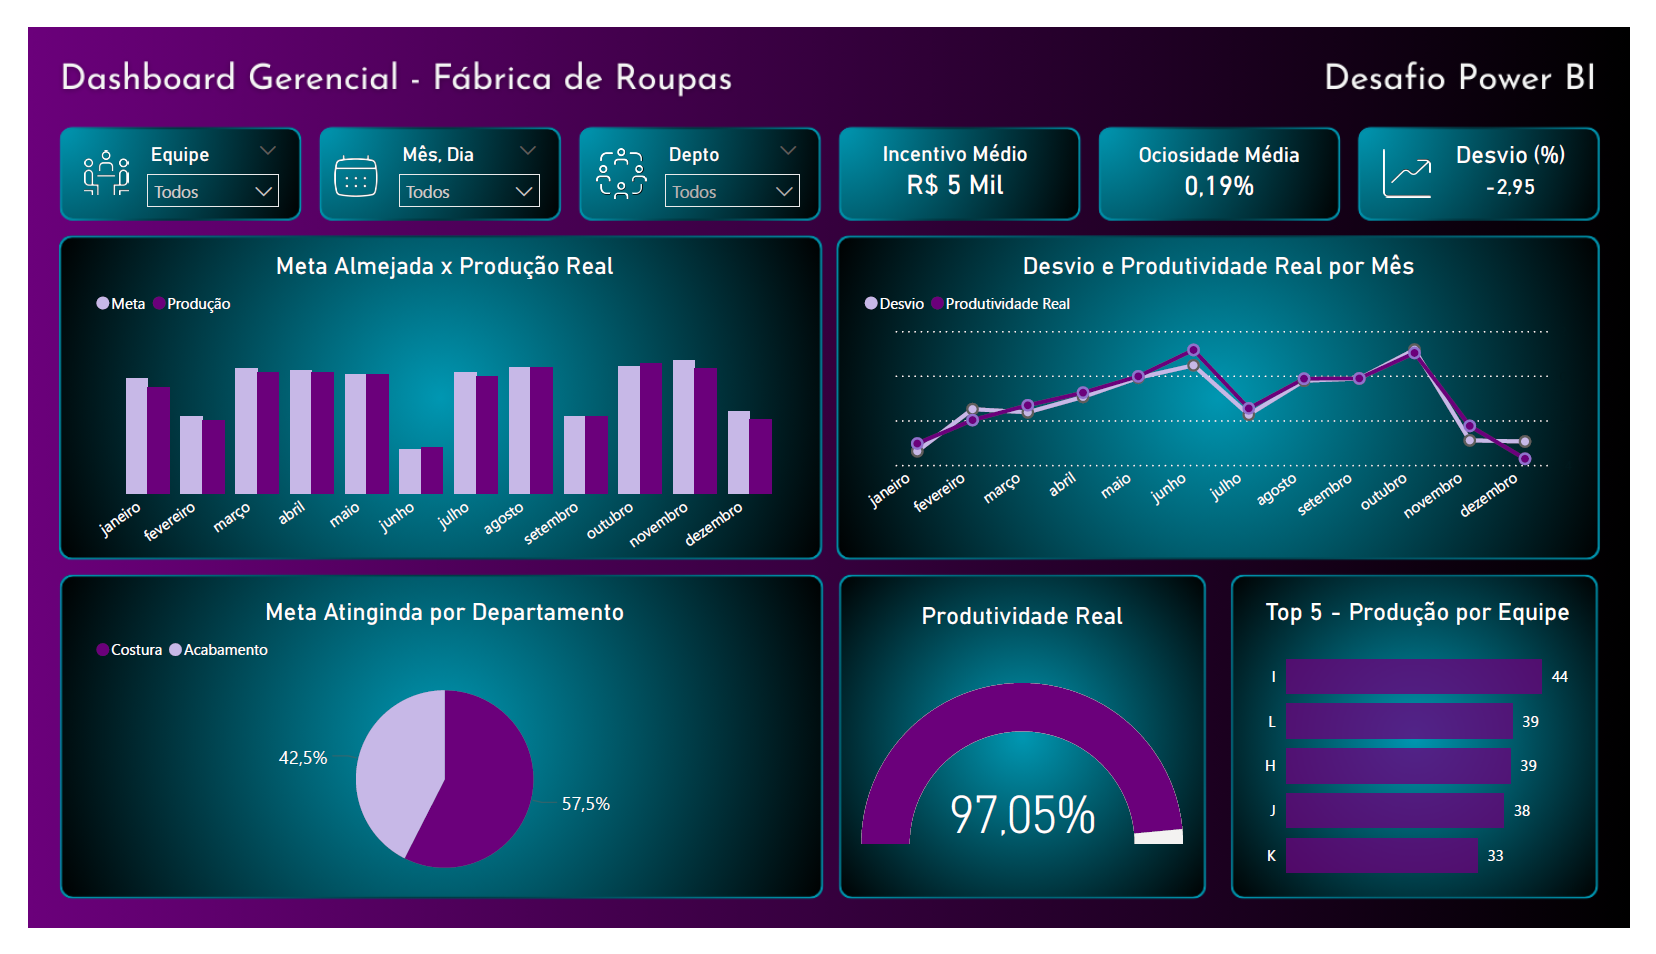 Dashboard Gerencial - Fábrica de Roupas
Desafio Power BI
Equipe
Todos
Mês, Dia
Todos
Depto
Todos
Incentivo Médio
R$ 5 Mil
Ociosidade Média
0,19%
Desvio (%)
-2,95
Meta Almejada x Produção Real
Meta Produção
janeiro
fevereiro
março
abril
maio
junho
julho
agosto
setembro
outubro
novembro
dezembro
Desvio e Produtividade Real por Mês
Desvio Produtividade Real
janeiro
fevereiro
março
abril
maio
junho
julho
agosto
setembro
outubro
novembro
dezembro
Meta Atinginda por Departamento
Costura Acabamento
42,5%
57,5%
Produtividade Real
97,05%
Top 5 - Produção por Equipe
I 44
L 39
H 39
J 38
K 33